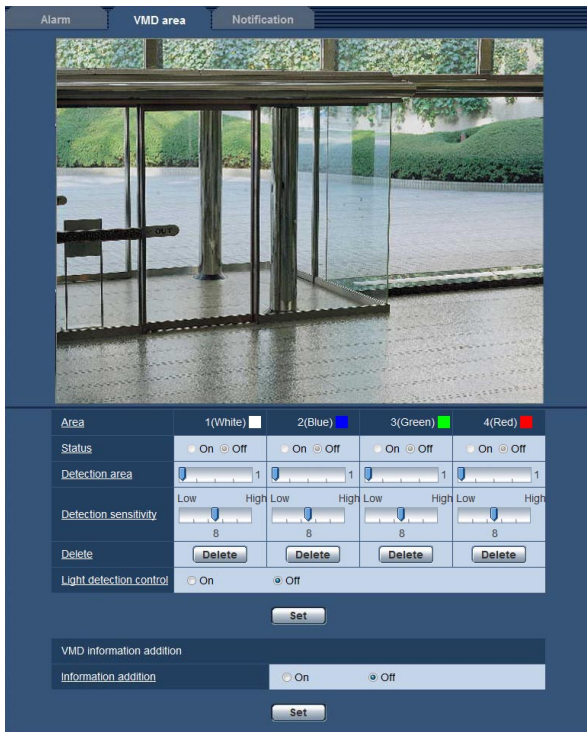 Alarm VMD area Notification
OUT
Area 1(White) 2(Blue) 3(Green) 4(Red)
Status On Off On Off On Off On Off
Detection area 1 1 1 1
Low High Low High Low High Low High
Detection sensitivity
8 8 8 8
Delete Delete Delete Delete Delete
Light detection control On Off
Set
VMD information addition
Information addition On Off
Set